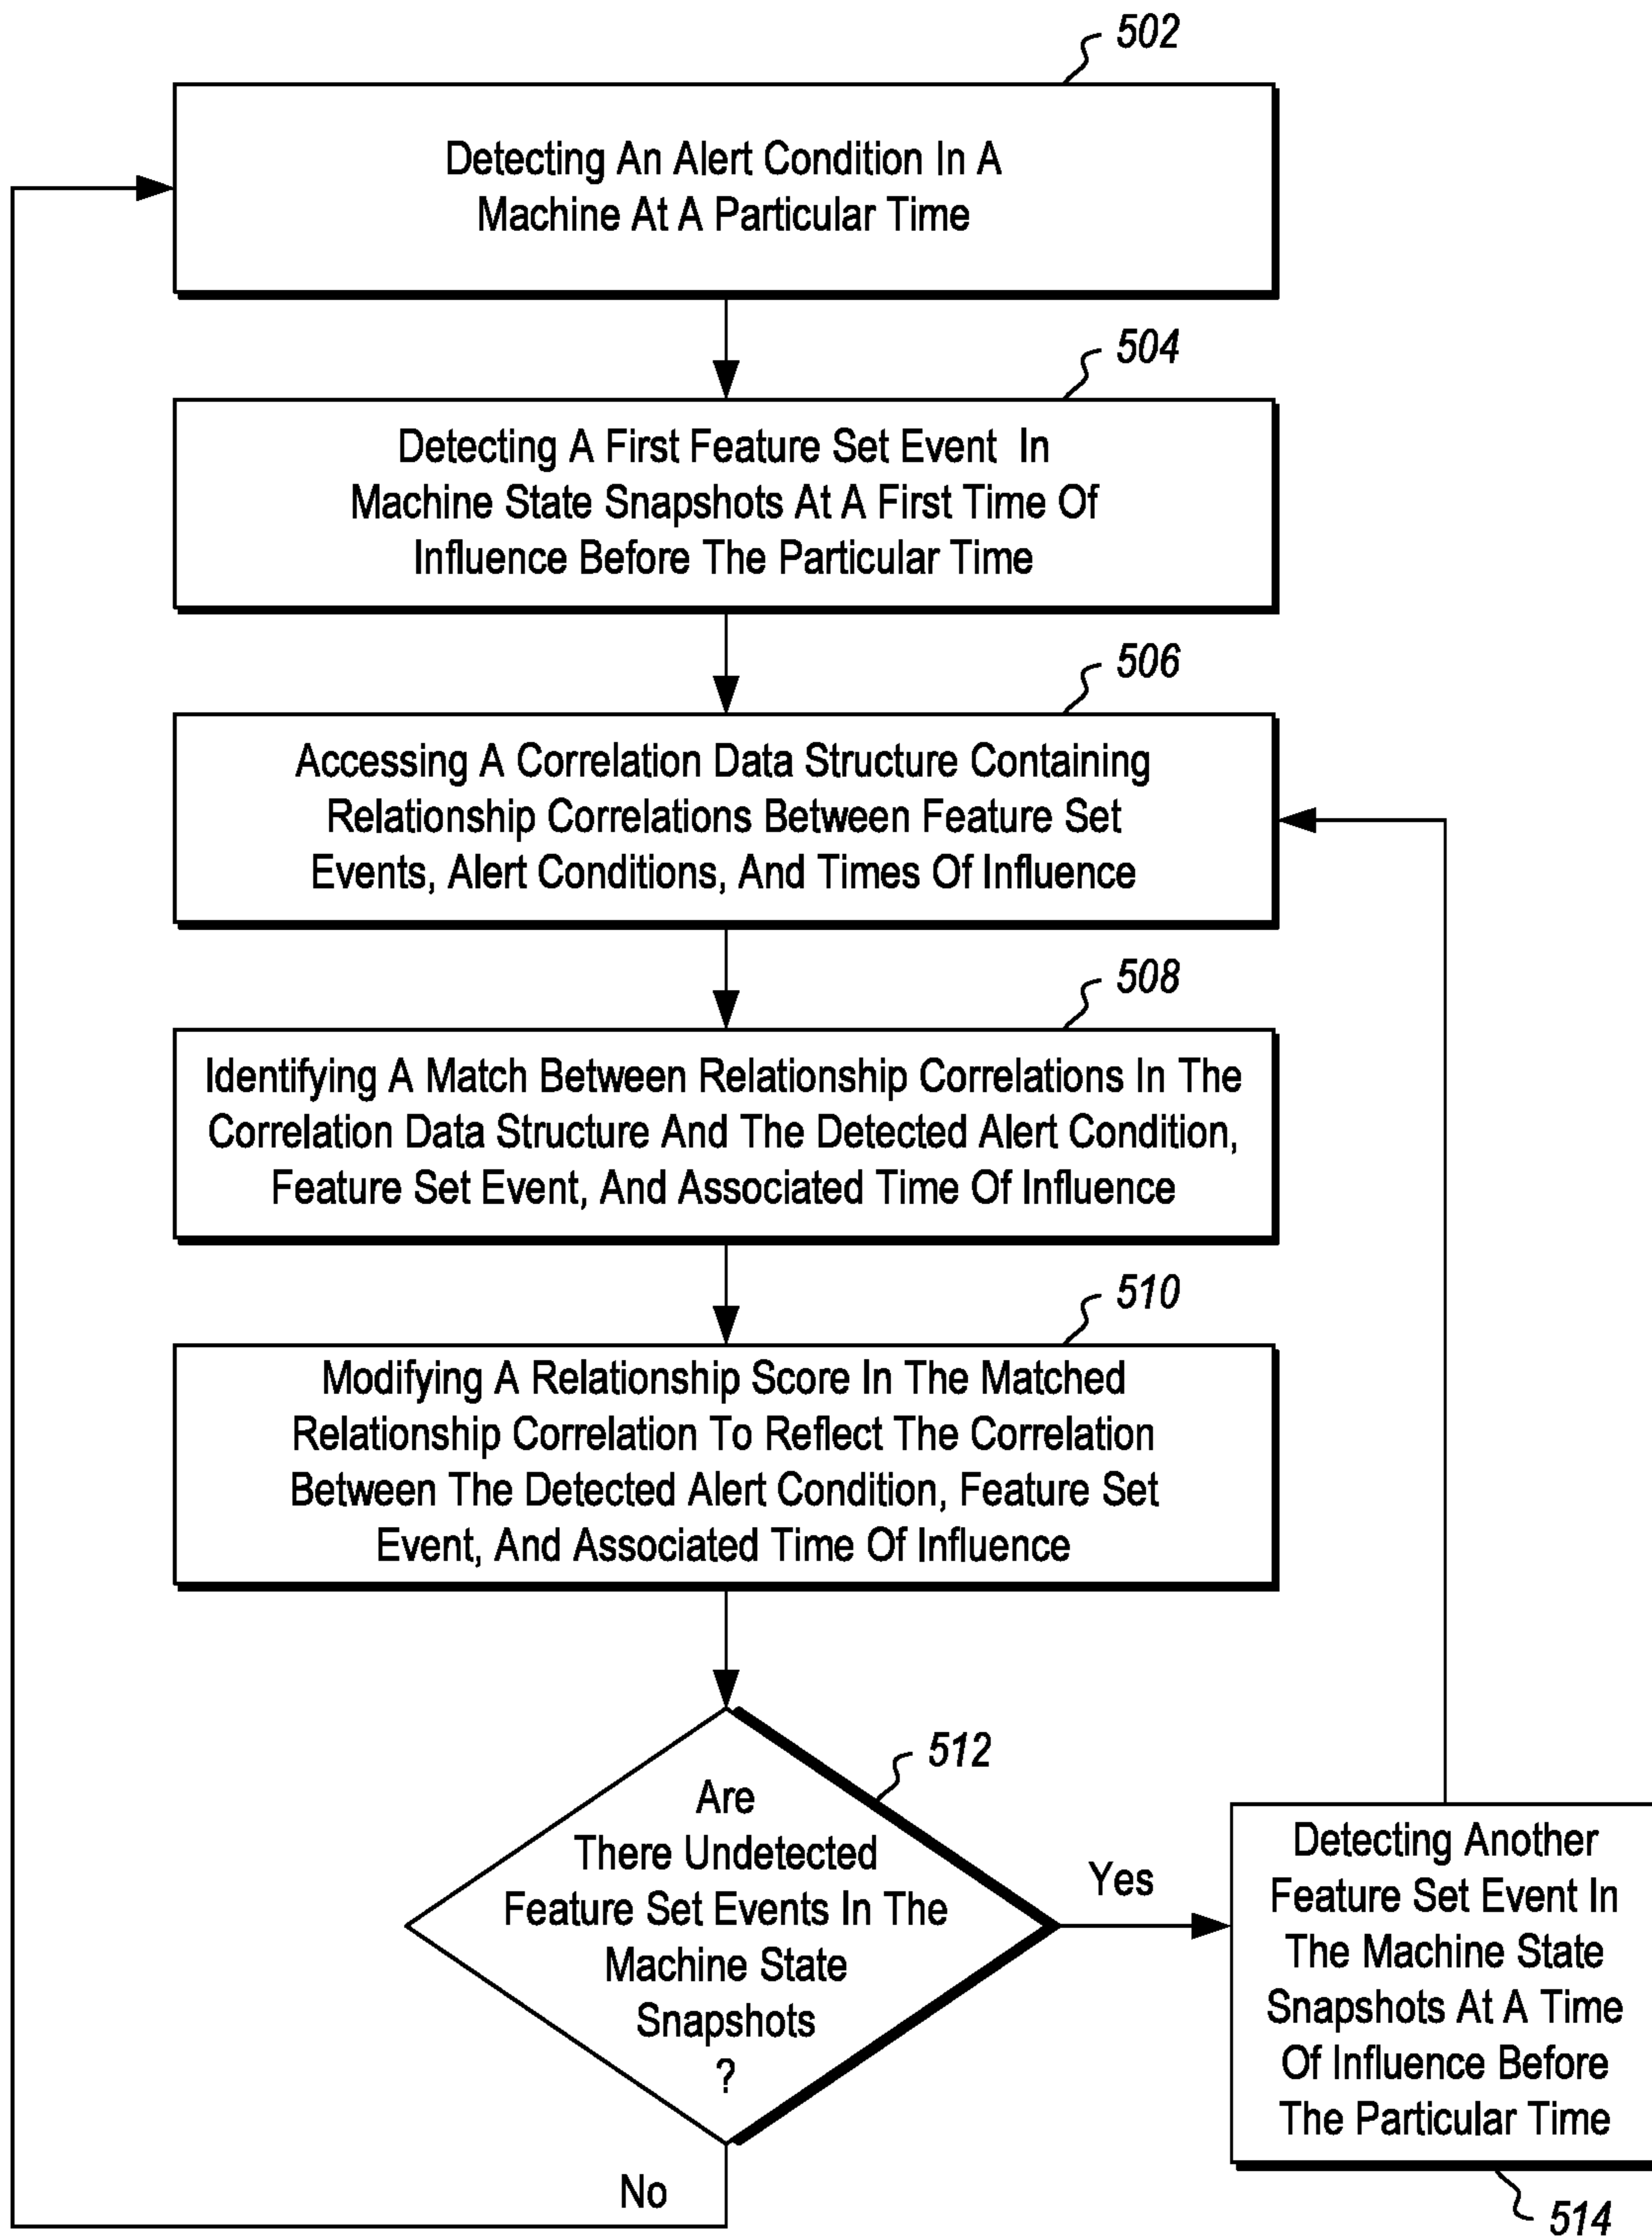 502
Detecting An Alert Condition In A
Machine At A Particular Time
504
Detecting A First Feature Set Event In
Machine State Snapshots At A First Time Of
Influence Before The Particular Time
506
Accessing A Correlation Data Structure Containing
Relationship Correlations Between Feature Set
Events, Alert Conditions, And Times Of Influence
508
Identifying A Match Between Relationship Correlations In The
Correlation Data Structure And The Detected Alert Condition,
Feature Set Event, And Associated Time Of Influence
510
Modifying A Relationship Score In The Matched
Relationship Correlation To Reflect The Correlation
Between The Detected Alert Condition, Feature Set
Event, And Associated Time Of Influence
512
Are
There Undetected
Feature Set Events In The
Machine State
Snapshots
?
Yes
No
Detecting Another
Feature Set Event In
The Machine State
Snapshots At A Time
Of Influence Before
The Particular Time
514